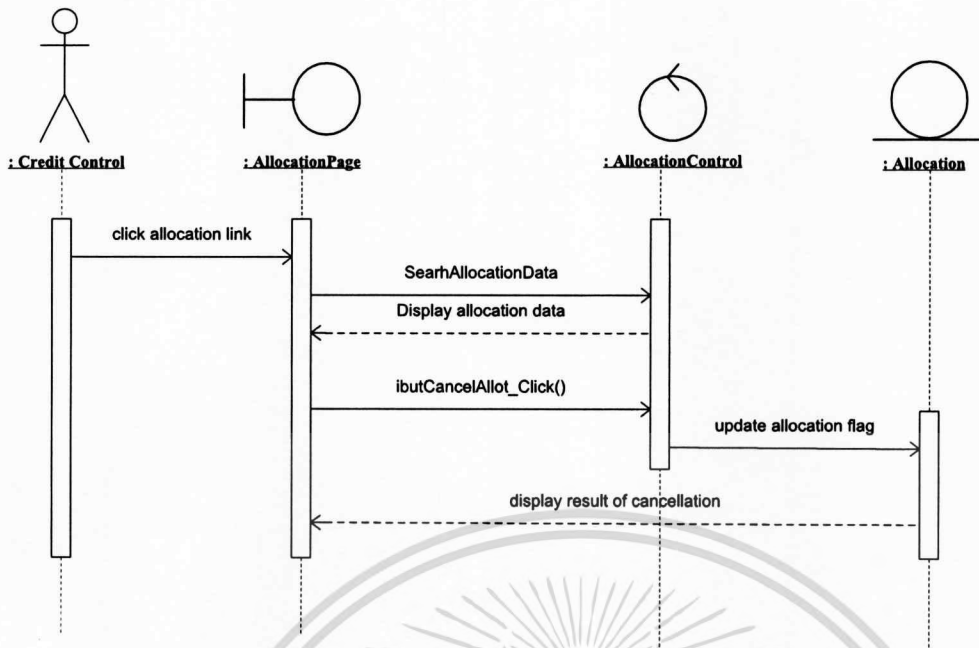 : Credit Control
: AllocationPage
: AllocationControl
: Allocation
click allocation link
SearhAllocationData
Display allocation data
ibutCancelAllot_Click()
update allocation flag
display result of cancellation